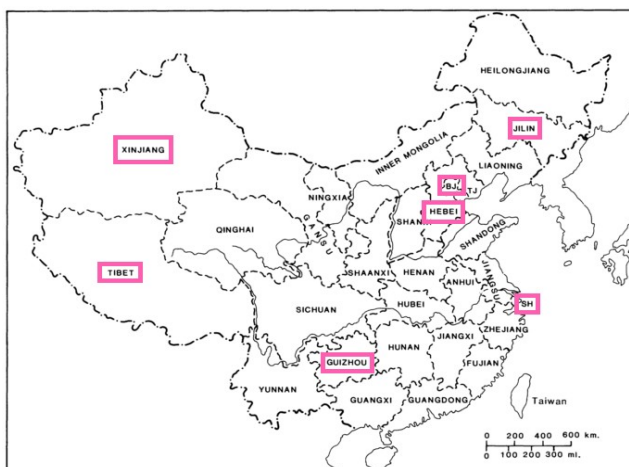 HEILONGJIANG
JILIN
XINJIANG
INNER MONGOLIA
LIAONING
BJ
TJ
NINGXIA
HEBEI
GANSU
SHANXI
QINGHAI
SHANDONG
TIBET
SHAANXI
HENAN
JIANGSU
ANHUI
SICHUAN
HUBEI
SH
ZHEJIANG
GUIZHOU
HUNAN
JIANGXI
FUJIAN
YUNNAN
GUANGXI
GUANGDONG
Taiwan
0 200 400 600 km.
0 100 200 300 mi.